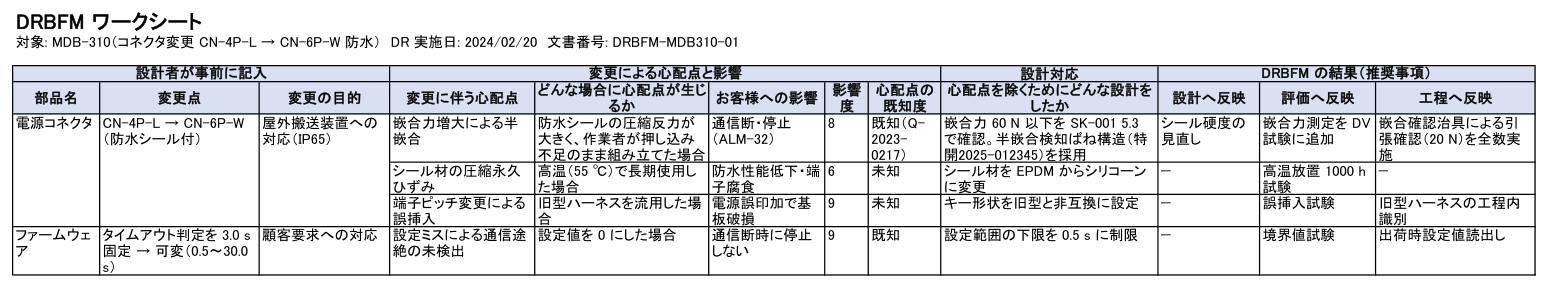 DRBFM ワークシート
対象: MDB-310（コネクタ変更 CN-4P-L → CN-6P-W 防水） DR 実施日: 2024/02/20 文書番号: DRBFM-MDB310-01
設計者が事前に記入
変更による心配点と影響
設計対応
DRBFM の結果（推奨事項）
部品名
変更点
変更の目的
変更に伴う心配点
どんな場合に心配点が生じ
るか
お客様への影響
影響
度
心配点の
既知度
心配点を除くためにどんな設計を
したか
設計へ反映
評価へ反映
工程へ反映
電源コネクタ
CN-4P-L → CN-6P-W
（防水シール付）
屋外搬送装置への
対応（IP65）
嵌合力増大による半
嵌合
防水シールの圧縮反力が
大きく、作業者が押し込み
不足のまま組み立てた場合
通信断・停止
（ALM-32）
8
既知（Q-
2023-
0217）
嵌合力 60 N 以下を SK-001 5.3
で確認。半嵌合検知ばね構造（特
開2025-012345）を採用
シール硬度の
見直し
嵌合力測定を DV
試験に追加
嵌合確認治具による引
張確認（20 N）を全数実
施
シール材の圧縮永久
ひずみ
高温（55 ℃）で長期使用し
た場合
防水性能低下・端
子腐食
6
未知
シール材を EPDM からシリコーン
に変更
－
高温放置 1000 h
試験
－
端子ピッチ変更による
誤挿入
旧型ハーネスを流用した場
合
電源誤印加で基
板破損
9
未知
キー形状を旧型と非互換に設定
－
誤挿入試験
旧型ハーネスの工程内
識別
ファームウェ
ア
タイムアウト判定を 3.0 s
固定 → 可変（0.5～30.0
s）
顧客要求への対応
設定ミスによる通信途
絶の未検出
設定値を 0 にした場合
通信断時に停止
しない
9
既知
設定範囲の下限を 0.5 s に制限
－
境界値試験
出荷時設定値読出し